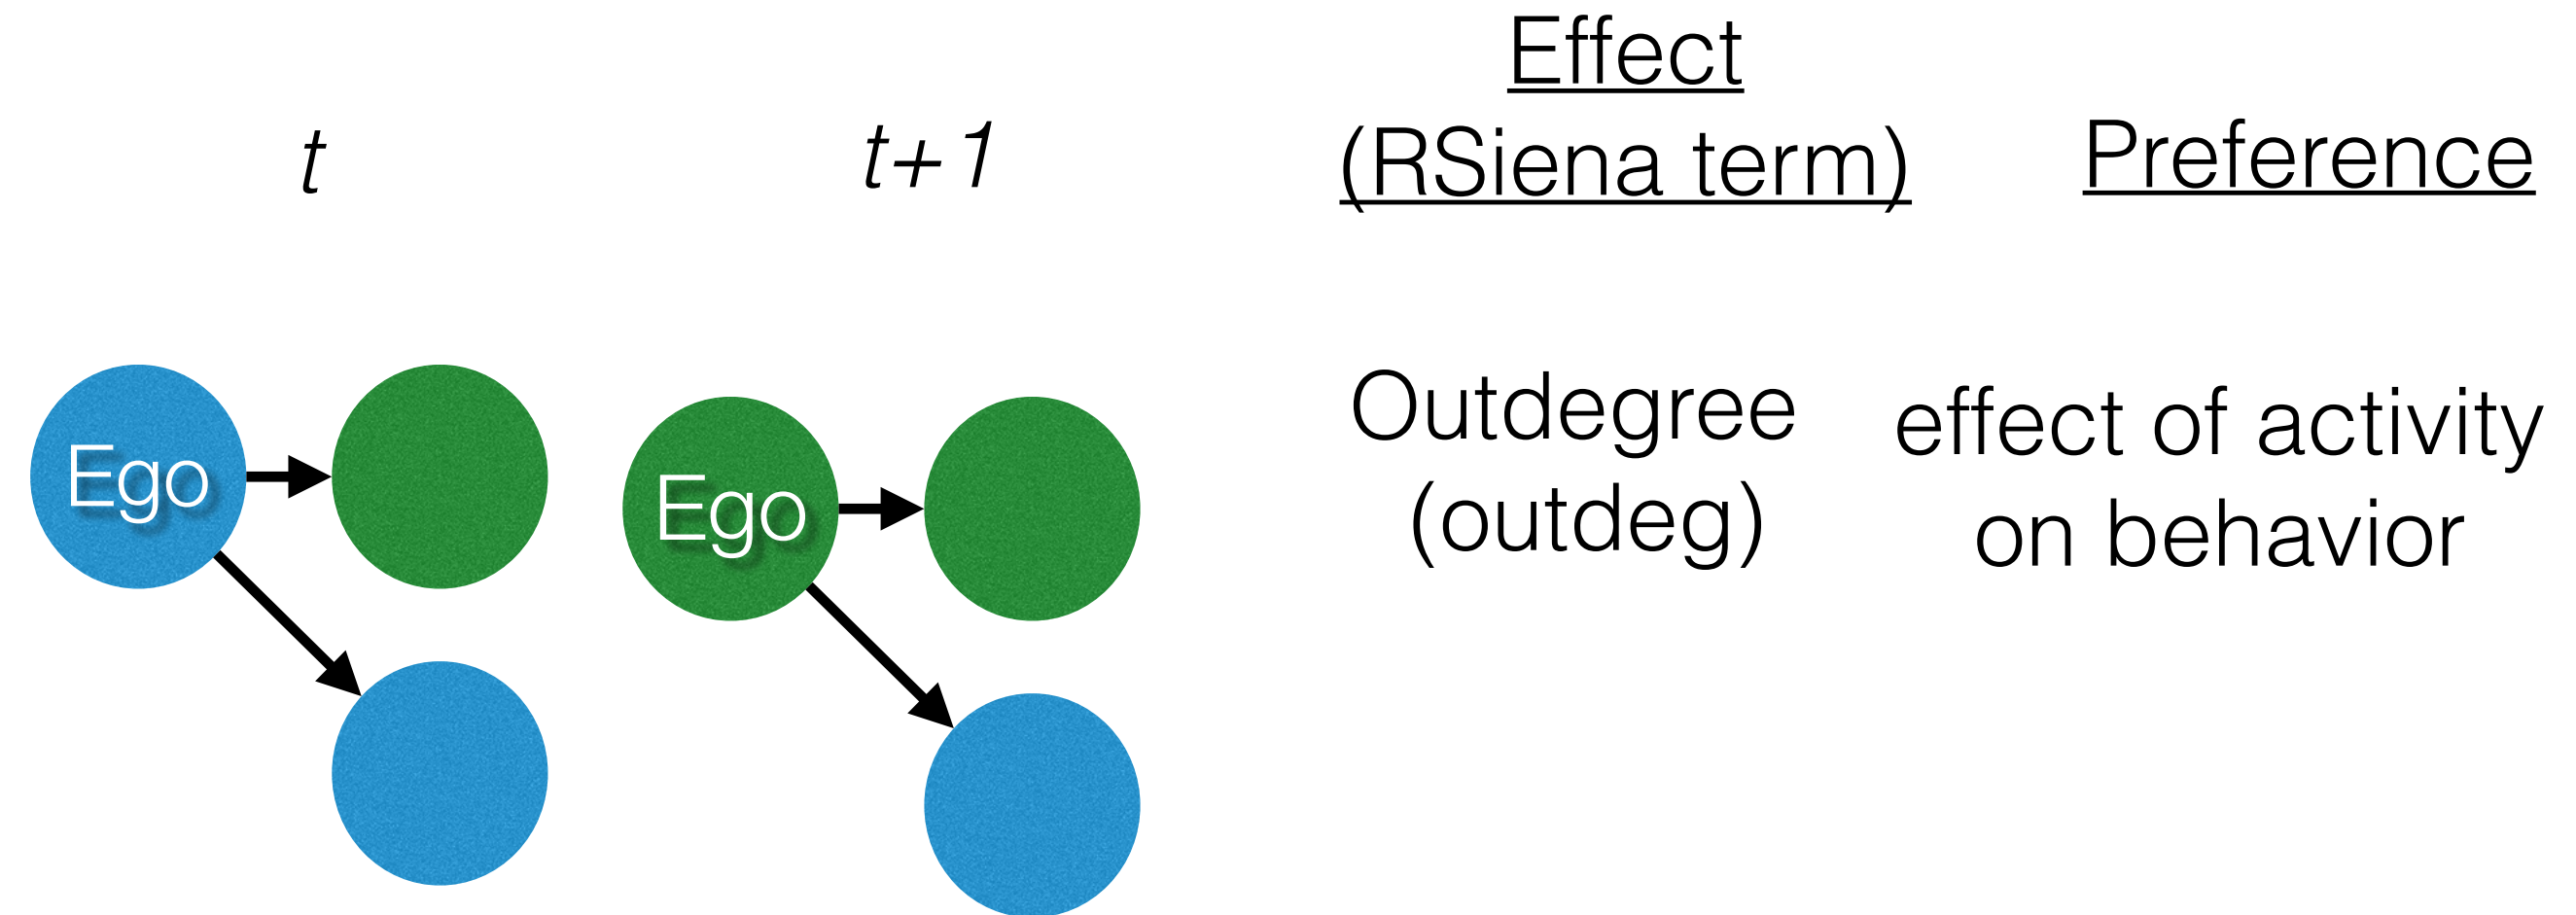 t
t+1
Effect
(RSiena term)
Preference
Ego
Ego
Outdegree
(outdeg)
effect of activity
on behavior